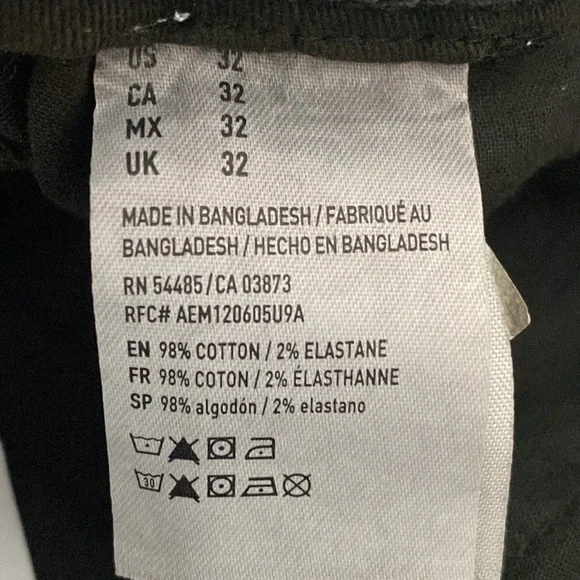 US 32
CA 32
MX 32
UK 32
MADE IN BANGLADESH / FABRIQUÉ AU
BANGLADESH / HECHO EN BANGLADESH
RN 54485 / CA 03873
RFC# AEM120605U9A
EN 98% COTTON / 2% ELASTANE
FR 98% COTON / 2% ÉLASTHANNE
SP 98% algodón / 2% elastano
30